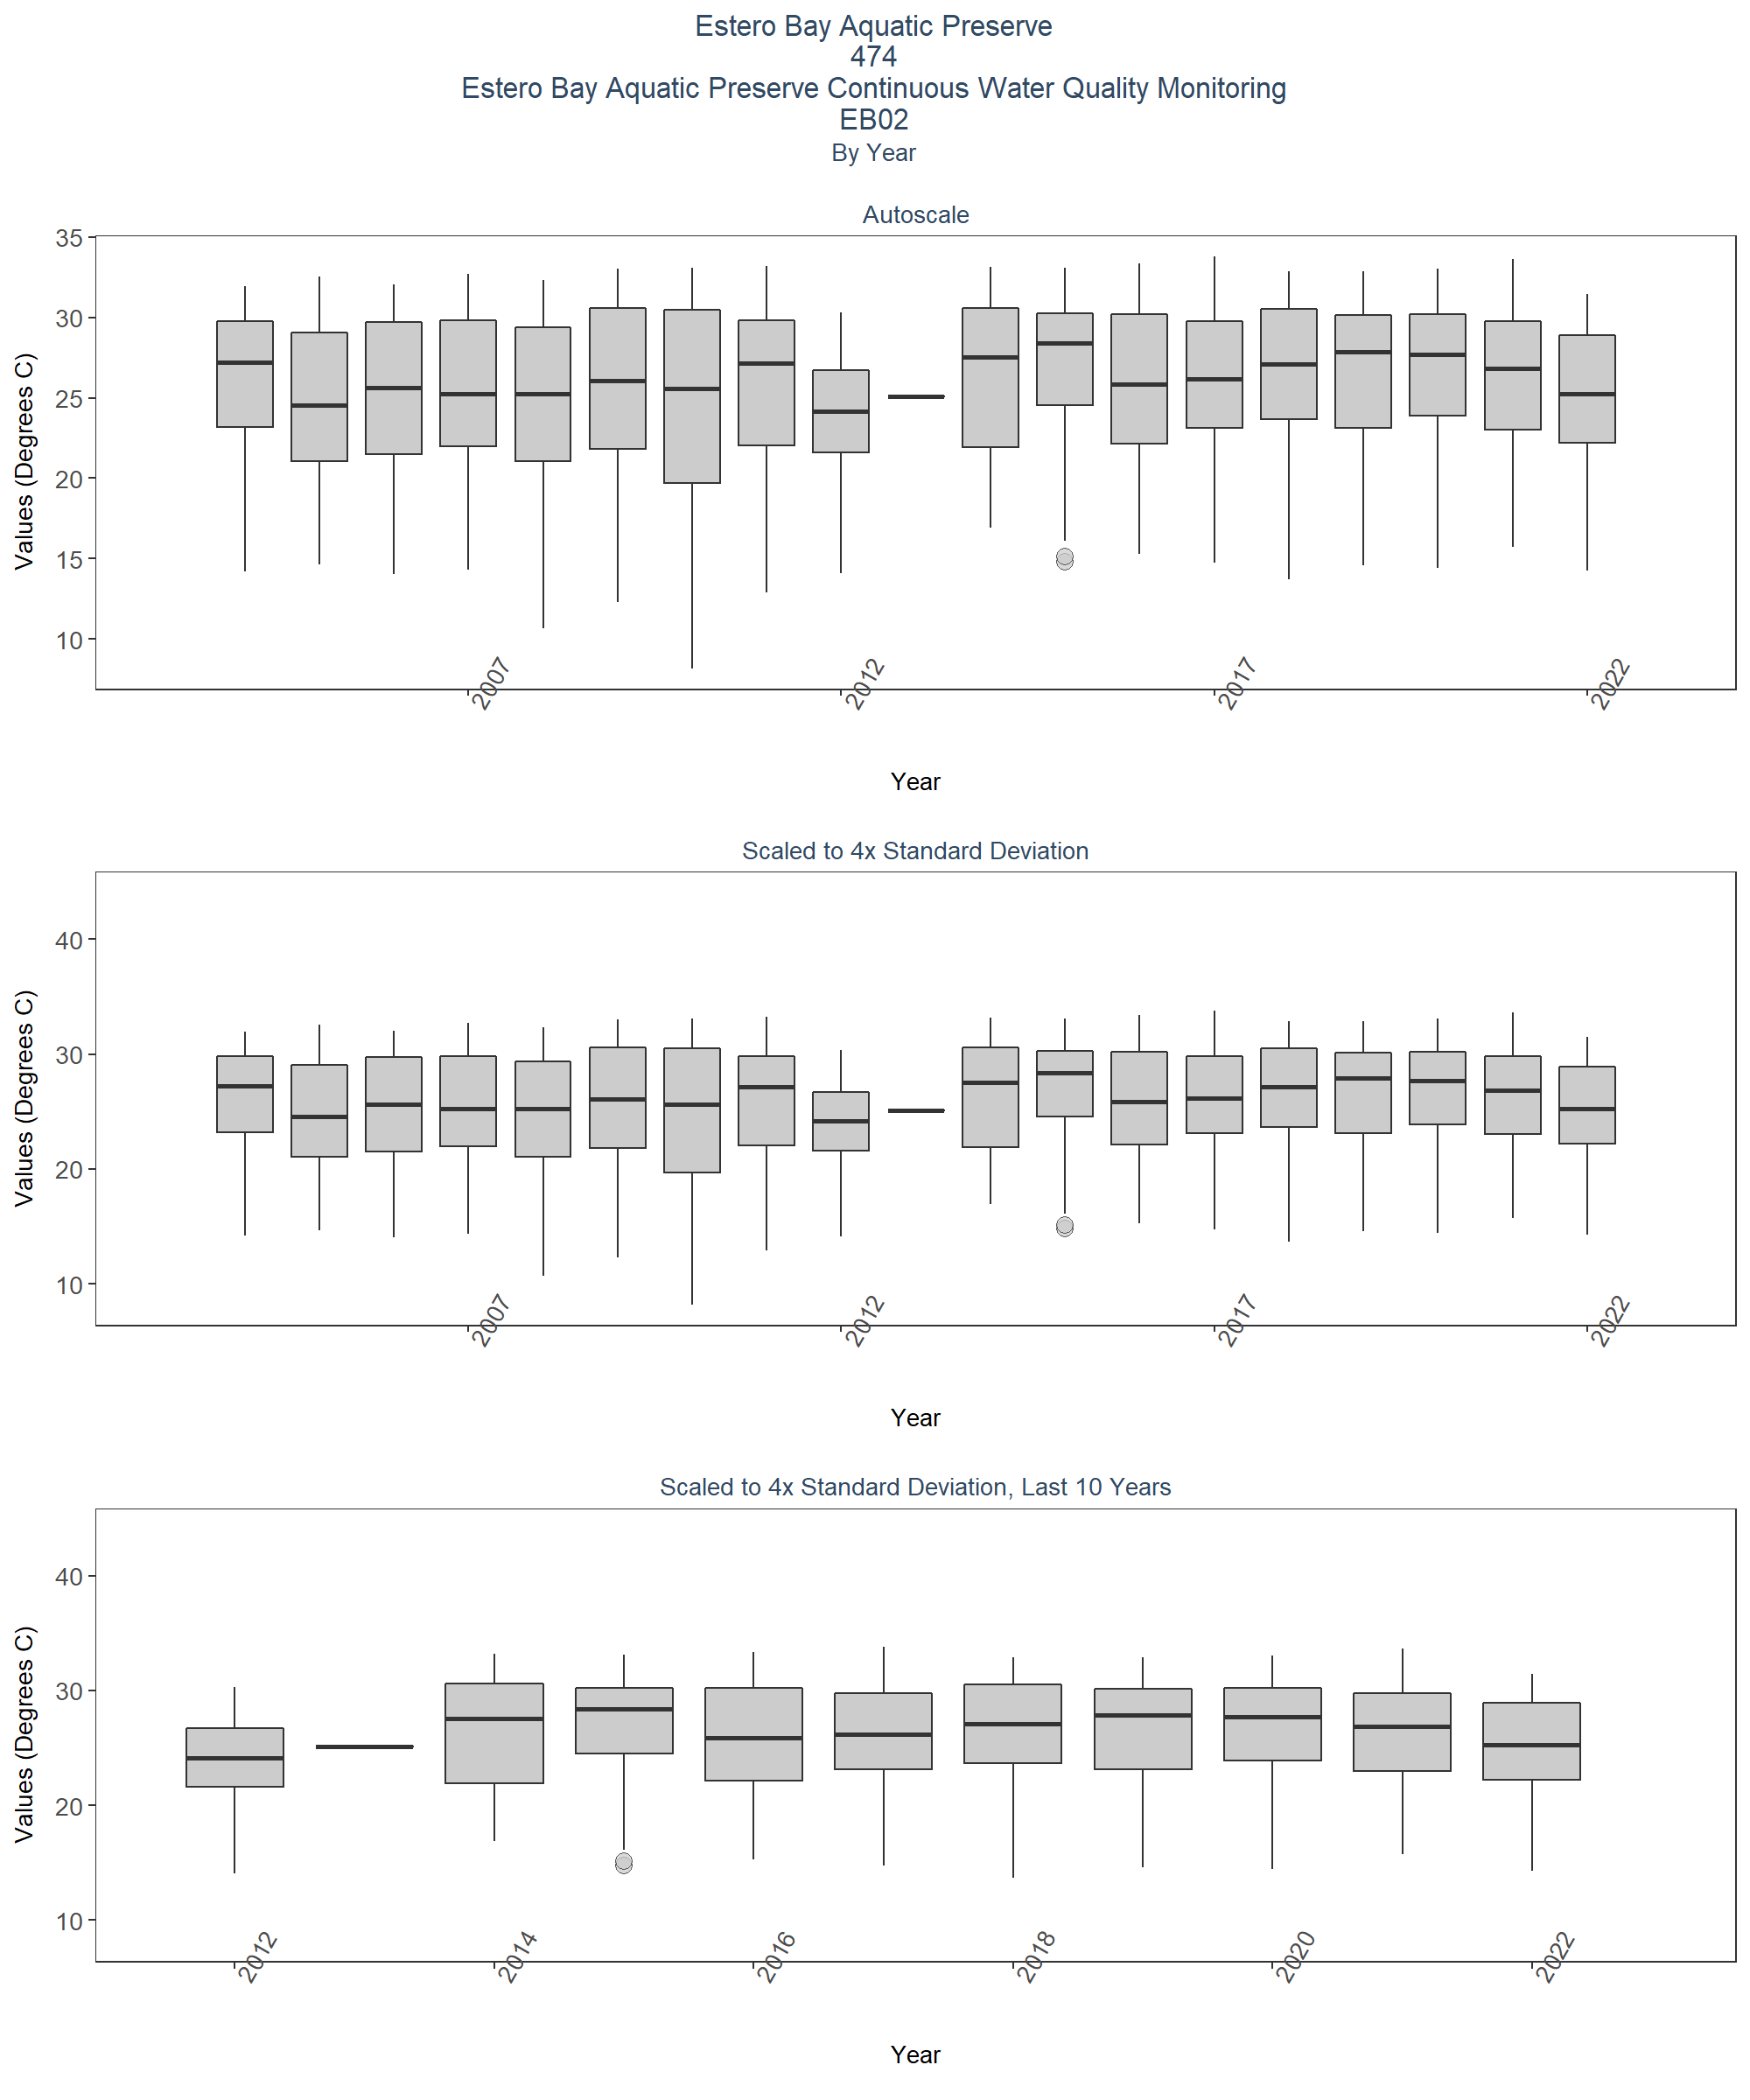 Estero Bay Aquatic Preserve
474
Estero Bay Aquatic Preserve Continuous Water Quality Monitoring
EB02
By Year
Autoscale
Values (Degrees C)
35
30
25
20
15
10
2007
2012
2017
2022
Year
Scaled to 4x Standard Deviation
Values (Degrees C)
40
30
20
10
2007
2012
2017
2022
Year
Scaled to 4x Standard Deviation, Last 10 Years
Values (Degrees C)
40
30
20
10
2012
2014
2016
2018
2020
2022
Year